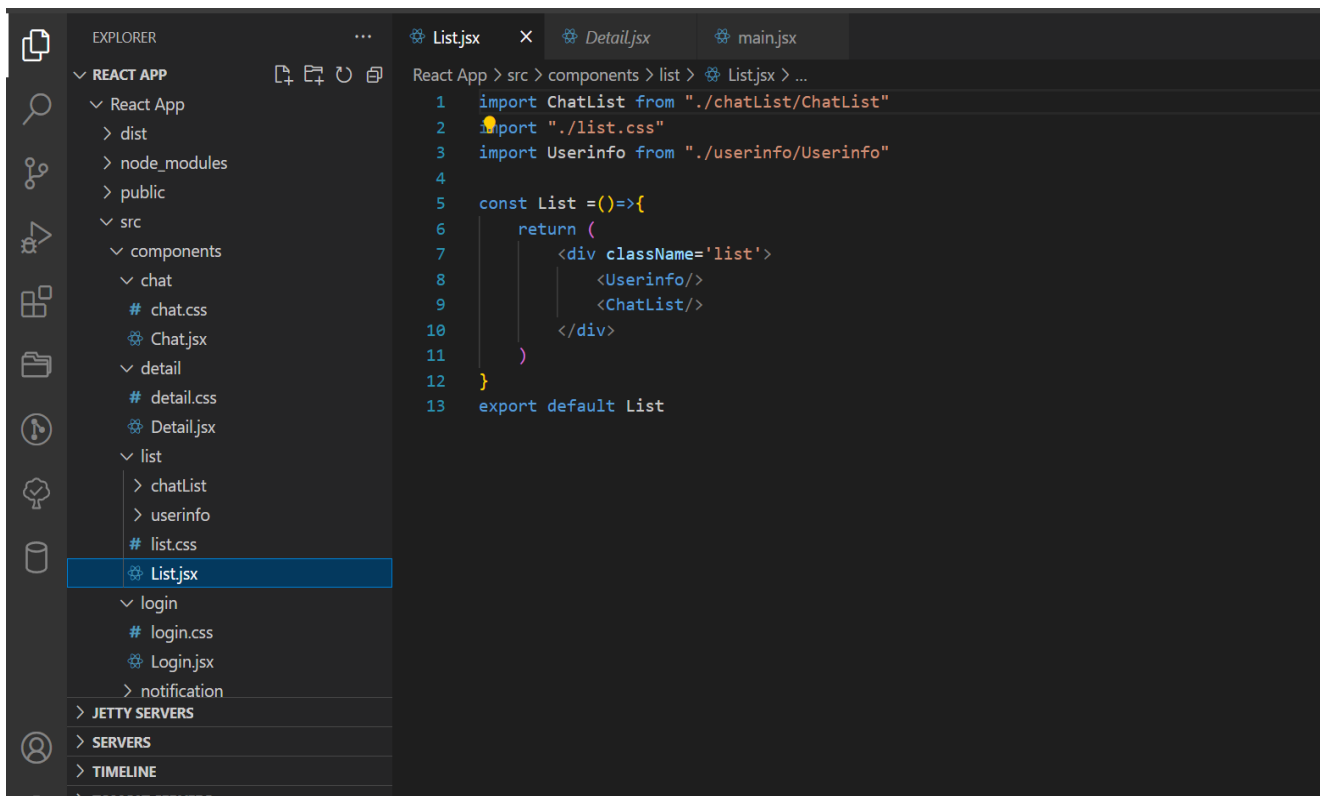 EXPLORER ···
REACT APP
React App
dist
node_modules
public
src
components
chat
# chat.css
Chat.jsx
detail
# detail.css
Detail.jsx
list
chatList
userinfo
# list.css
List.jsx
login
# login.css
Login.jsx
notification
JETTY SERVERS
SERVERS
TIMELINE
List.jsx × Detail.jsx main.jsx
React App > src > components > list > List.jsx > ...
1 import ChatList from "./chatList/ChatList"
2 import "./list.css"
3 import Userinfo from "./userinfo/Userinfo"
4
5 const List =()=>{
6 return (
7 <div className='list'>
8 <Userinfo/>
9 <ChatList/>
10 </div>
11 )
12 }
13 export default List